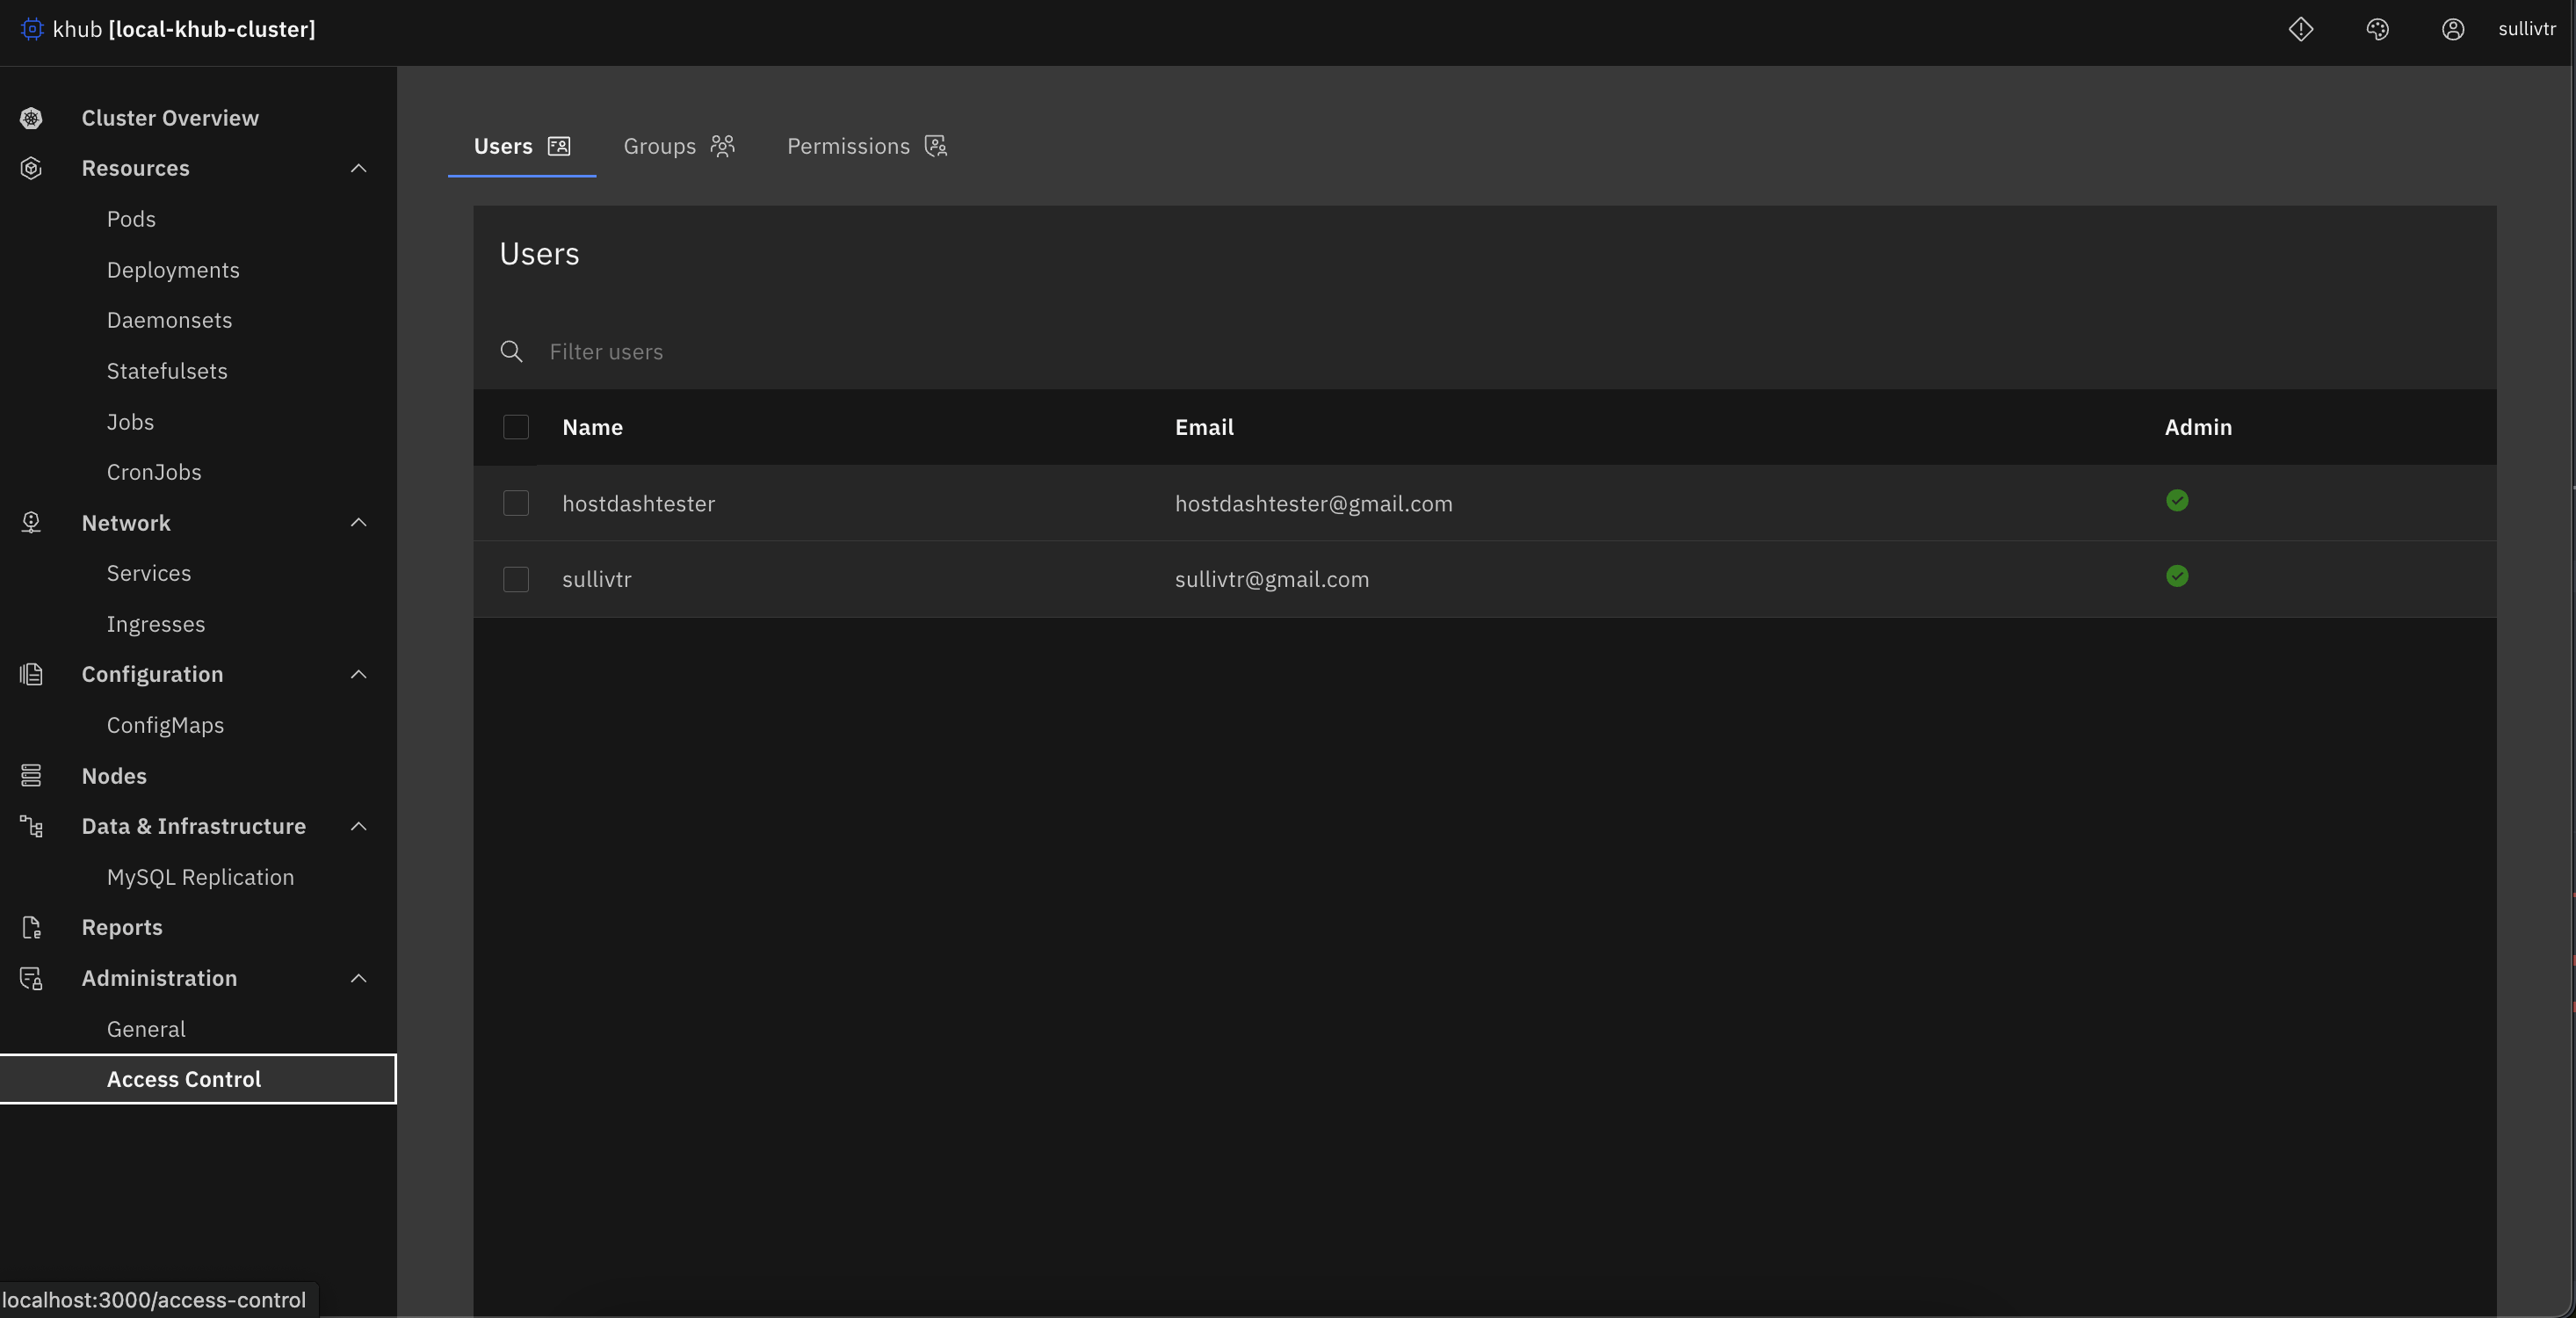 khub [local-khub-cluster]
sullivtr
Cluster Overview
Resources
Pods
Deployments
Daemonsets
Statefulsets
Jobs
CronJobs
Network
Services
Ingresses
Configuration
ConfigMaps
Nodes
Data & Infrastructure
MySQL Replication
Reports
Administration
General
Access Control
Users
Groups
Permissions
Users
Filter users
Name Email Admin
hostdashtester hostdashtester@gmail.com
sullivtr sullivtr@gmail.com
localhost:3000/access-control